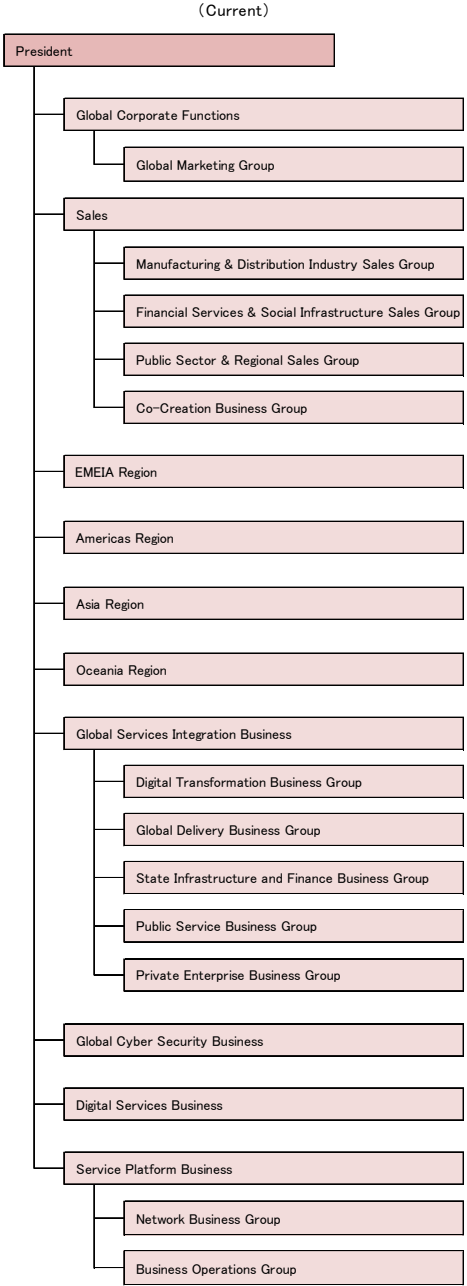 (Current)
President
Global Corporate Functions
Global Marketing Group
Sales
Manufacturing & Distribution Industry Sales Group
Financial Services & Social Infrastructure Sales Group
Public Sector & Regional Sales Group
Co-Creation Business Group
EMEIA Region
Americas Region
Asia Region
Oceania Region
Global Services Integration Business
Digital Transformation Business Group
Global Delivery Business Group
State Infrastructure and Finance Business Group
Public Service Business Group
Private Enterprise Business Group
Global Cyber Security Business
Digital Services Business
Service Platform Business
Network Business Group
Business Operations Group